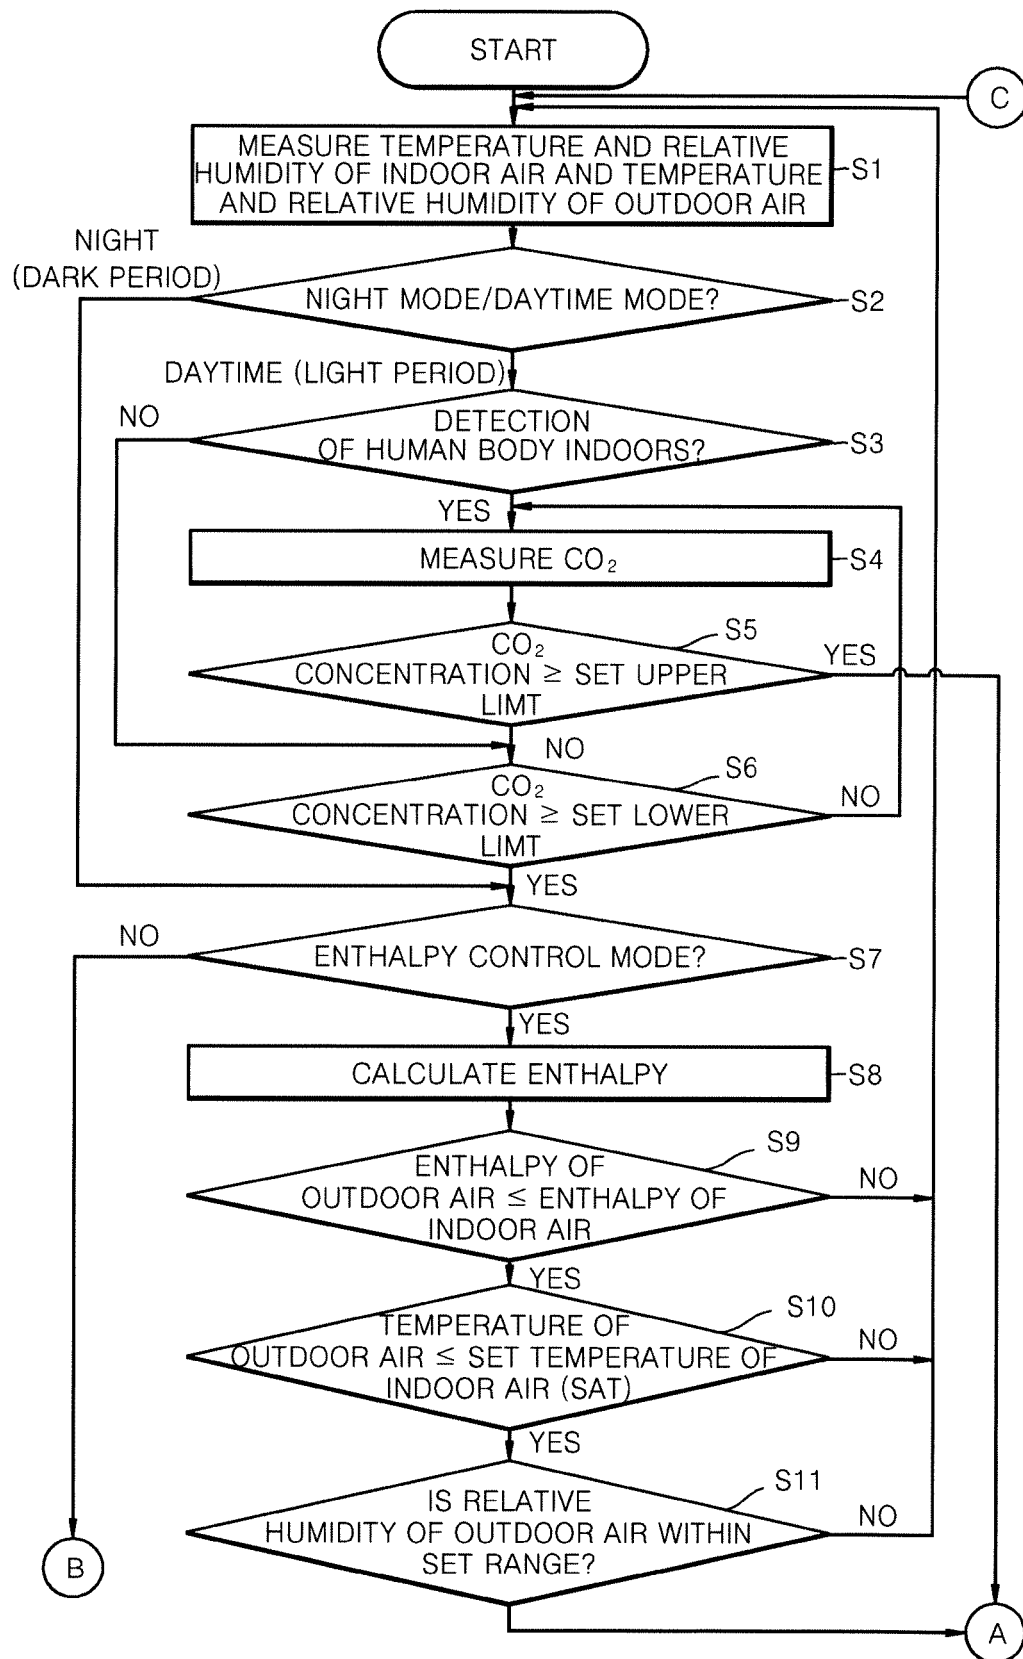 START
C
MEASURE TEMPERATURE AND RELATIVE
HUMIDITY OF INDOOR AIR AND TEMPERATURE
AND RELATIVE HUMIDITY OF OUTDOOR AIR
S1
NIGHT
(DARK PERIOD)
NIGHT MODE/DAYTIME MODE?
S2
DAYTIME (LIGHT PERIOD)
NO
DETECTION
OF HUMAN BODY INDOORS?
S3
YES
MEASURE CO₂
S4
S5
CO₂
CONCENTRATION ≥ SET UPPER
LIMT
YES
NO
S6
CO₂
CONCENTRATION ≥ SET LOWER
LIMT
NO
YES
NO
ENTHALPY CONTROL MODE?
S7
YES
CALCULATE ENTHALPY
S8
S9
ENTHALPY OF
OUTDOOR AIR ≤ ENTHALPY OF
INDOOR AIR
NO
YES
S10
TEMPERATURE OF
OUTDOOR AIR ≤ SET TEMPERATURE OF
INDOOR AIR (SAT)
NO
YES
S11
IS RELATIVE
HUMIDITY OF OUTDOOR AIR WITHIN
SET RANGE?
NO
B
A